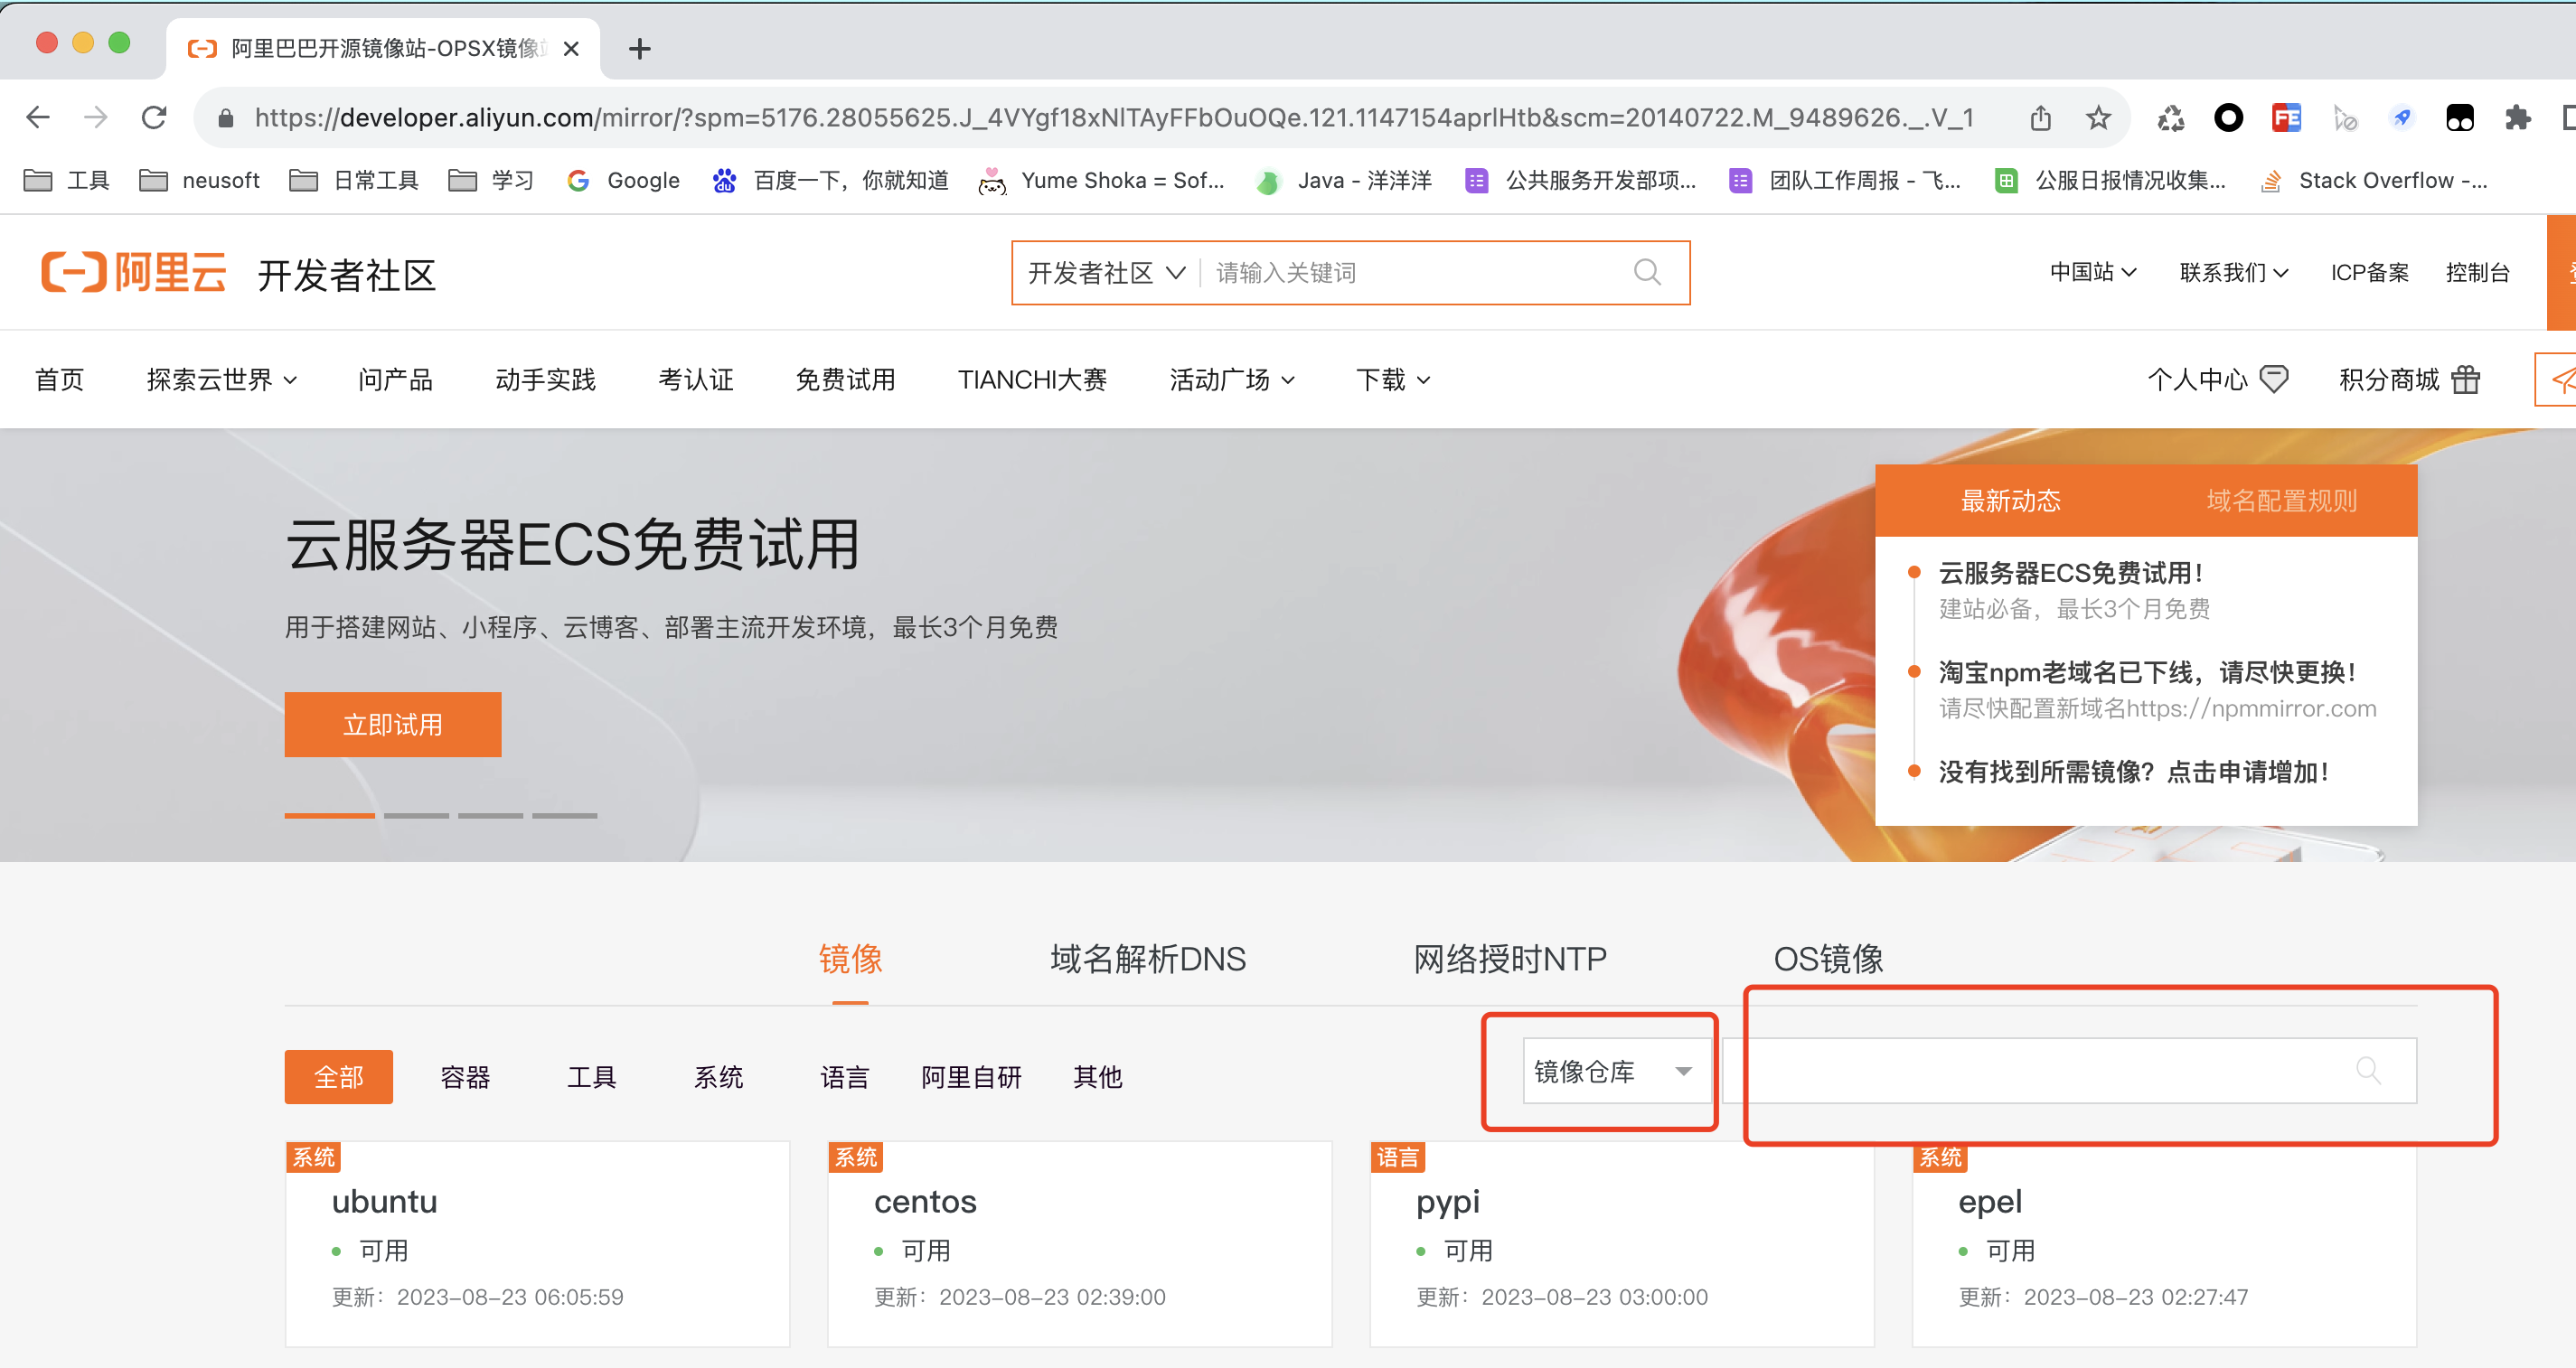 阿里巴巴开源镜像站-OPSX镜像
https://developer.aliyun.com/mirror/?spm=5176.28055625.J_4VYgf18xNlTAyFFbOuOQe.121.1147154aprlHtb&scm=20140722.M_9489626._.V_1
工具 neusoft 日常工具 学习 Google 百度一下，你就知道 Yume Shoka = Sof... Java - 洋洋洋 公共服务开发部项... 团队工作周报 - 飞... 公服日报情况收集... Stack Overflow -...
阿里云 开发者社区 开发者社区 请输入关键词 中国站 联系我们 ICP备案 控制台
首页 探索云世界 问产品 动手实践 考认证 免费试用 TIANCHI大赛 活动广场 下载 个人中心 积分商城
云服务器ECS免费试用
用于搭建网站、小程序、云博客、部署主流开发环境，最长3个月免费
立即试用
最新动态 域名配置规则
云服务器ECS免费试用！
建站必备，最长3个月免费
淘宝npm老域名已下线，请尽快更换！
请尽快配置新域名https://npmmirror.com
没有找到所需镜像？点击申请增加！
镜像 域名解析DNS 网络授时NTP OS镜像
全部 容器 工具 系统 语言 阿里自研 其他 镜像仓库
系统
ubuntu
可用
更新：2023-08-23 06:05:59
系统
centos
可用
更新：2023-08-23 02:39:00
语言
pypi
可用
更新：2023-08-23 03:00:00
系统
epel
可用
更新：2023-08-23 02:27:47